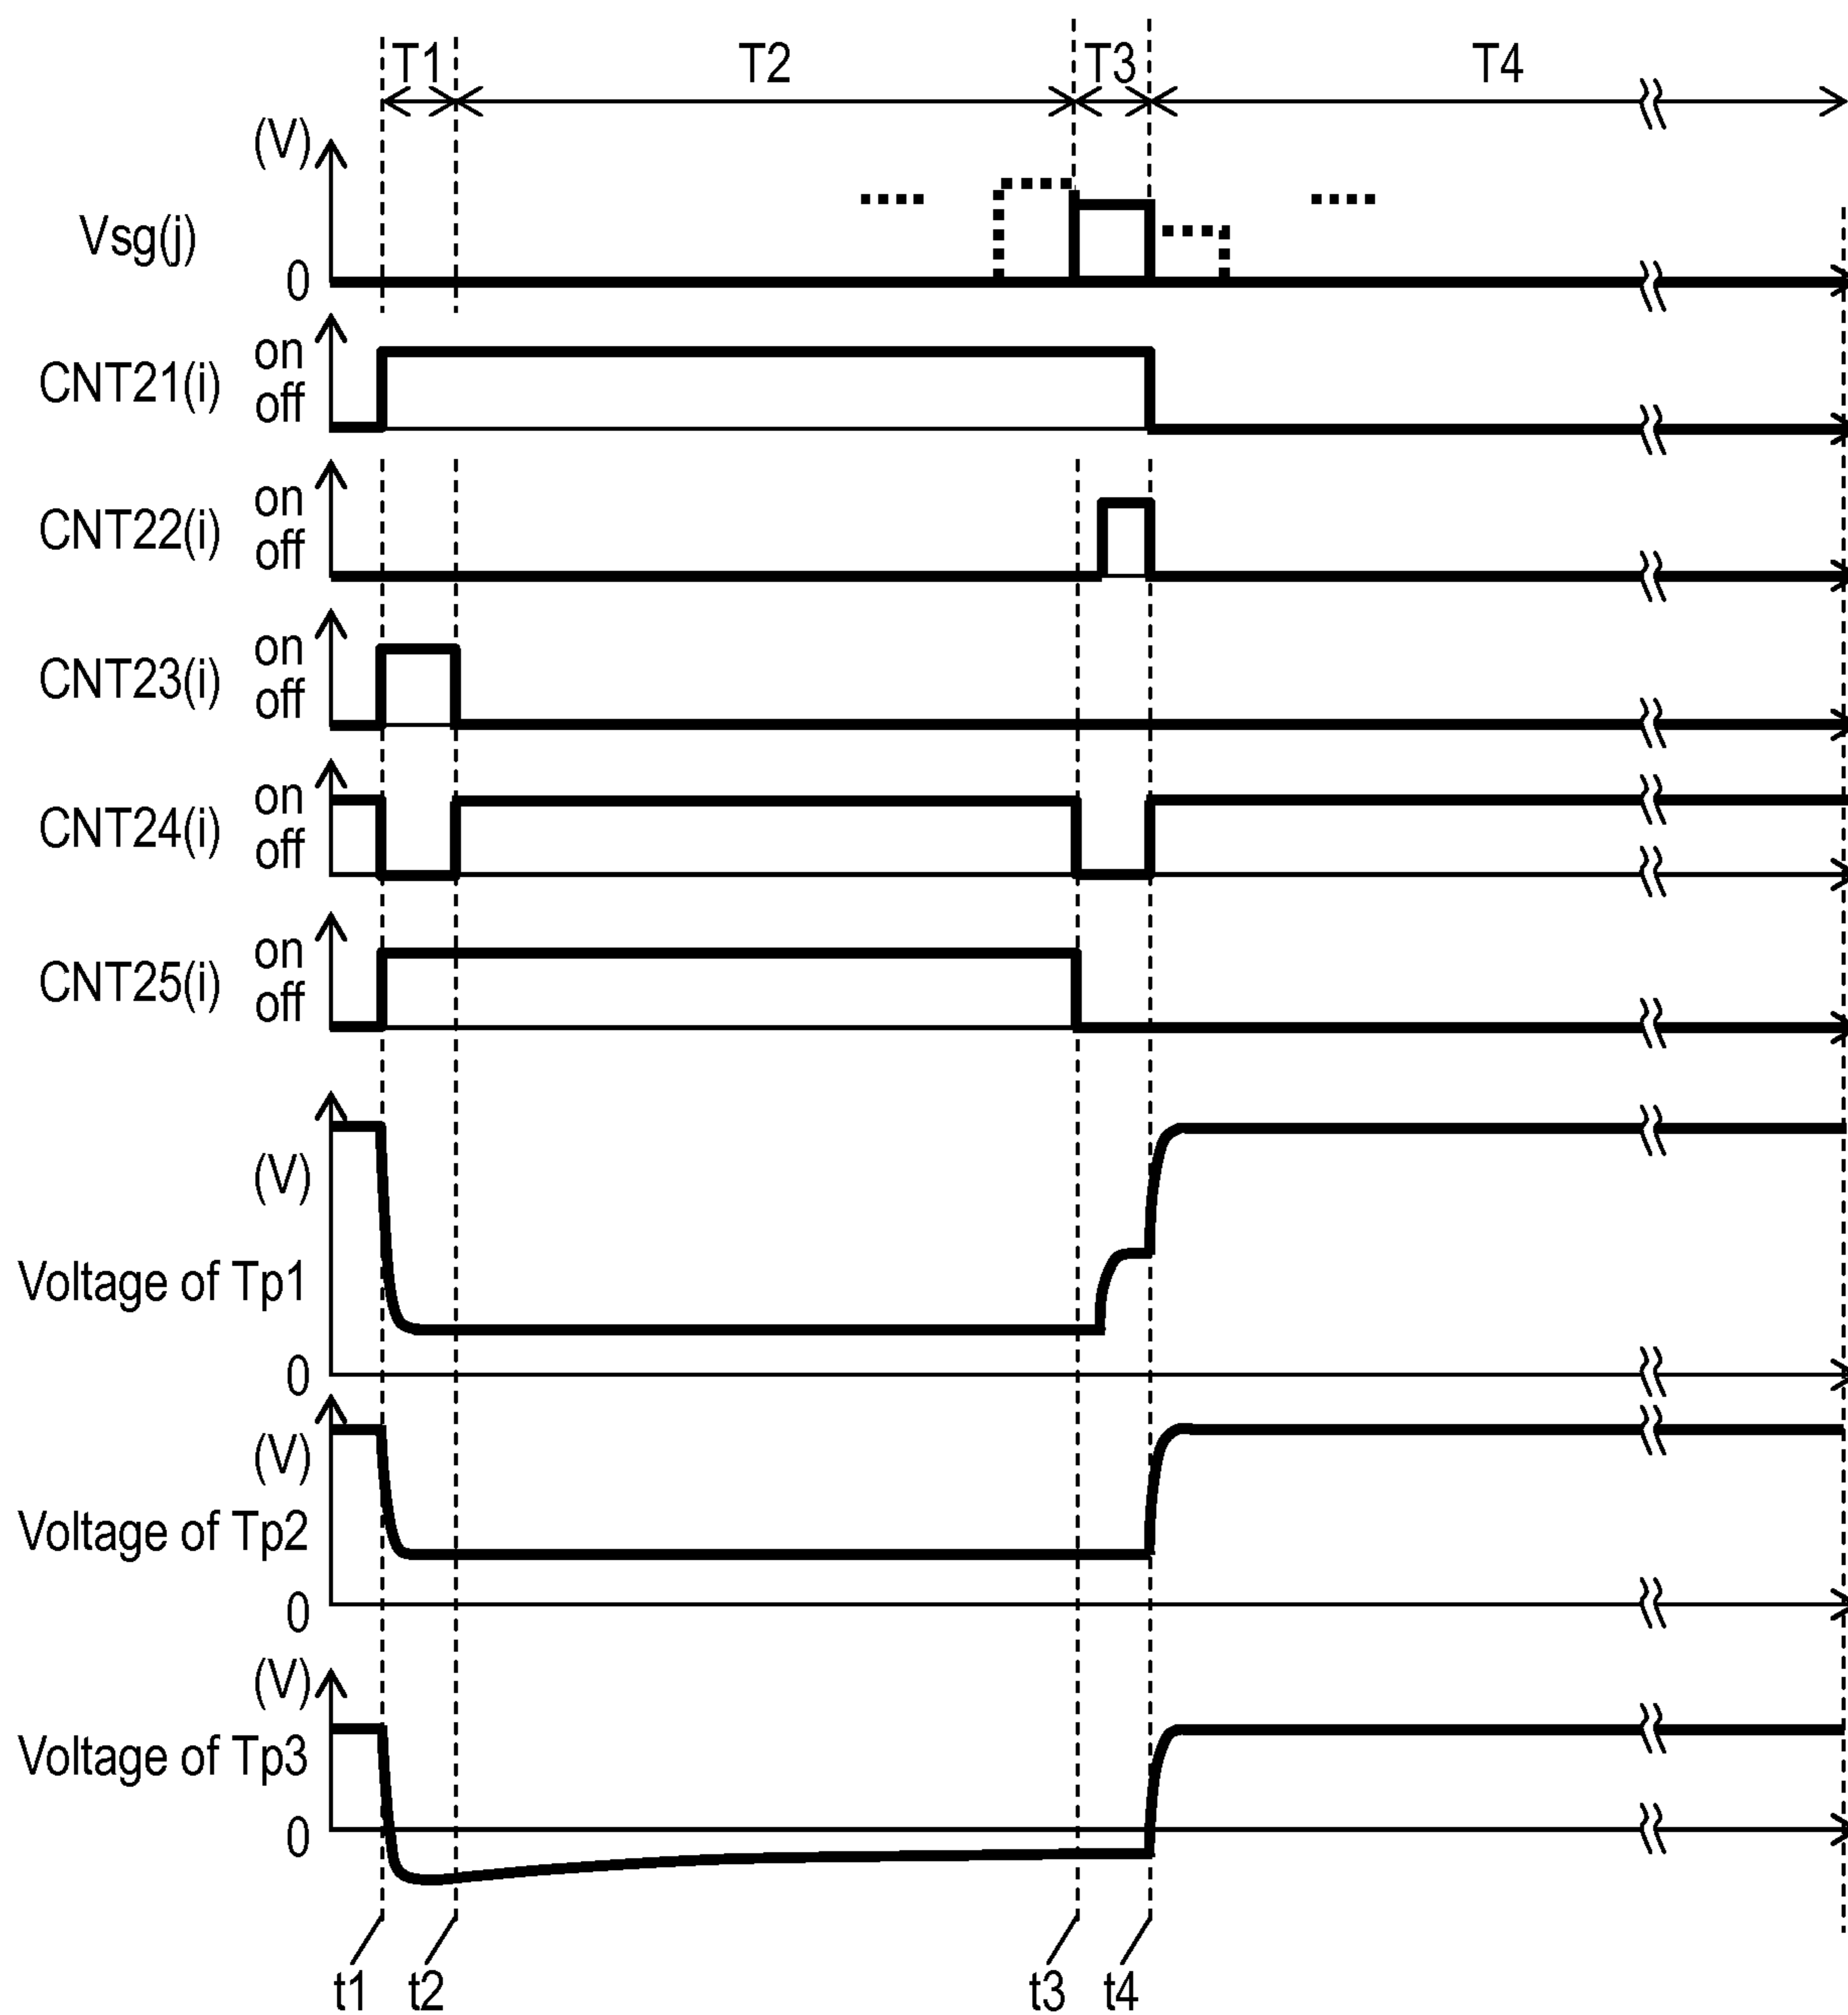 T1 T2 T3 T4
(V)
Vsg(j)
0
on
CNT21(i)
off
on
CNT22(i)
off
on
CNT23(i)
off
on
CNT24(i)
off
on
CNT25(i)
off
(V)
Voltage of Tp1
0
(V)
Voltage of Tp2
0
(V)
Voltage of Tp3
0
t1 t2 t3 t4